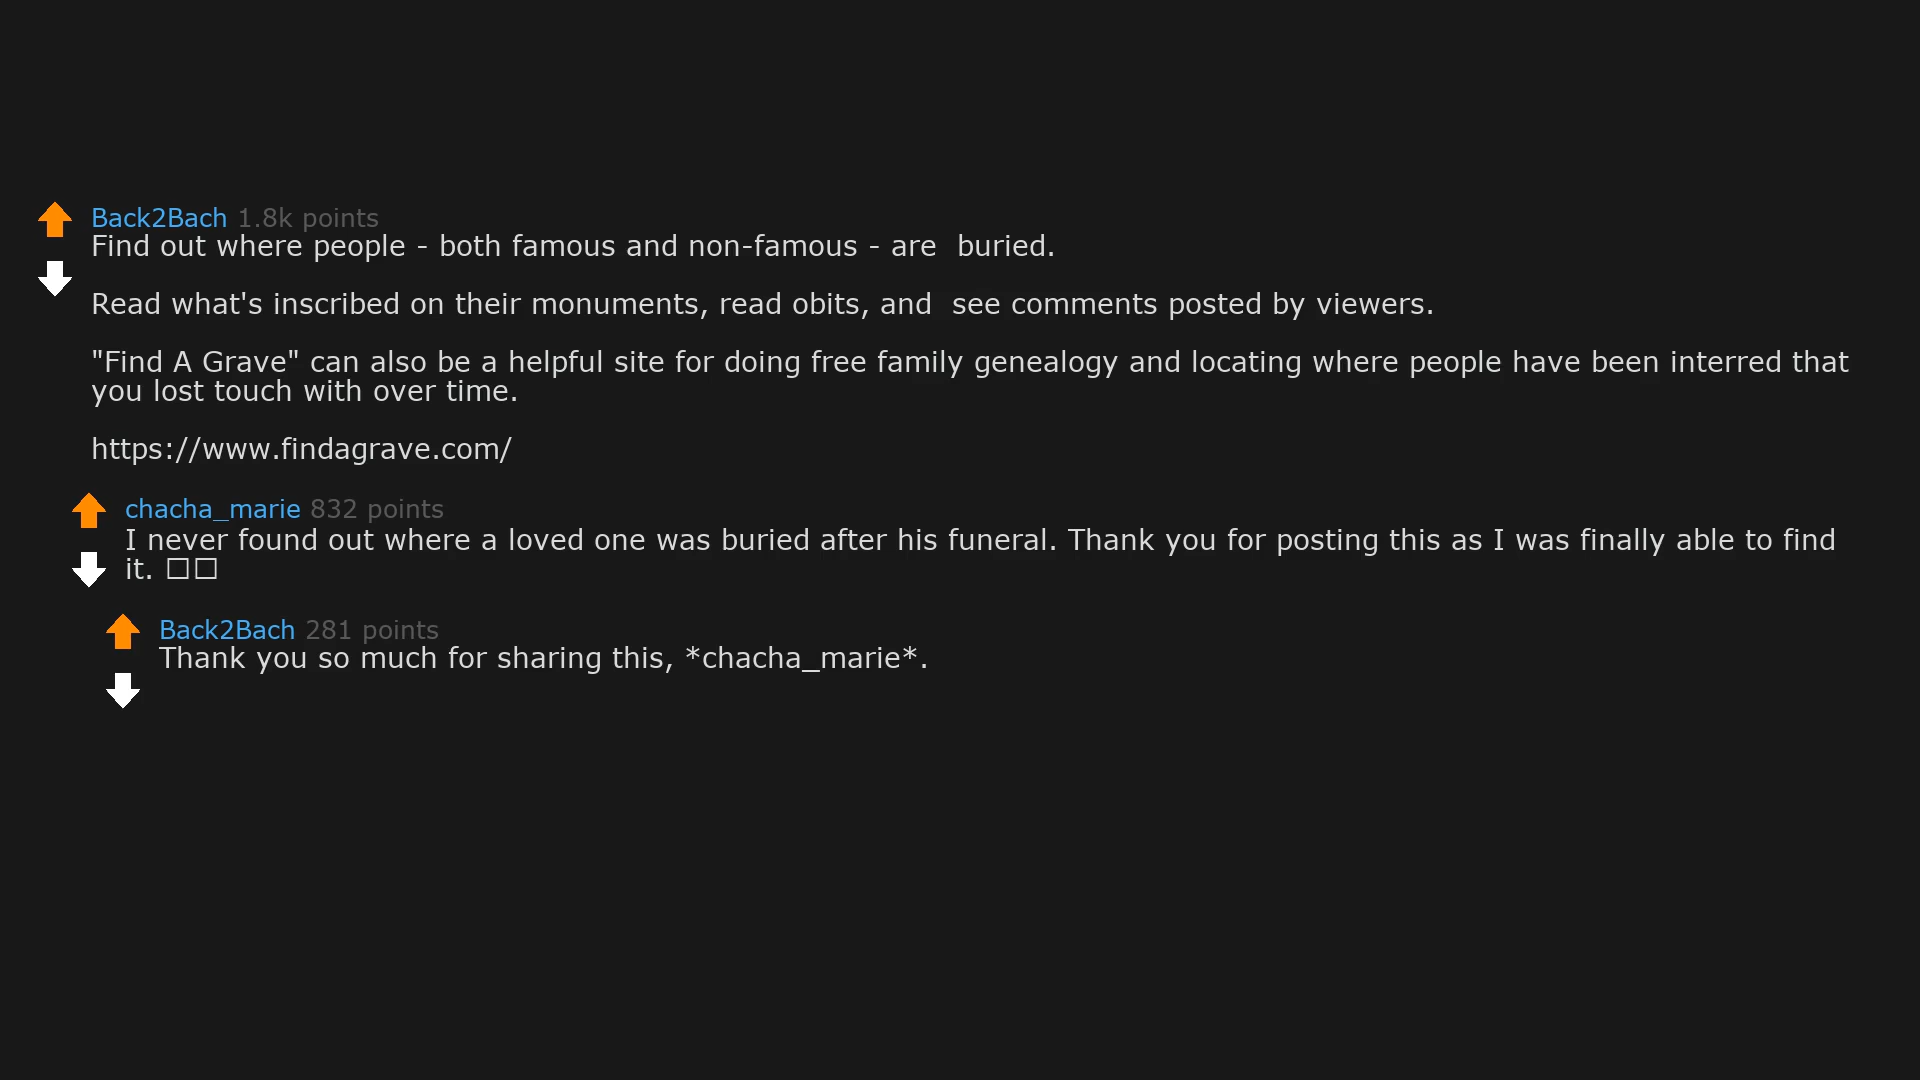 Back2Bach 1.8k points
Find out where people - both famous and non-famous - are  buried.
Read what's inscribed on their monuments, read obits, and  see comments posted by viewers.
"Find A Grave" can also be a helpful site for doing free family genealogy and locating where people have been interred that
you lost touch with over time.
https://www.findagrave.com/
chacha_marie 832 points
I never found out where a loved one was buried after his funeral. Thank you for posting this as I was finally able to find
it. □□
Back2Bach 281 points
Thank you so much for sharing this, *chacha_marie*.